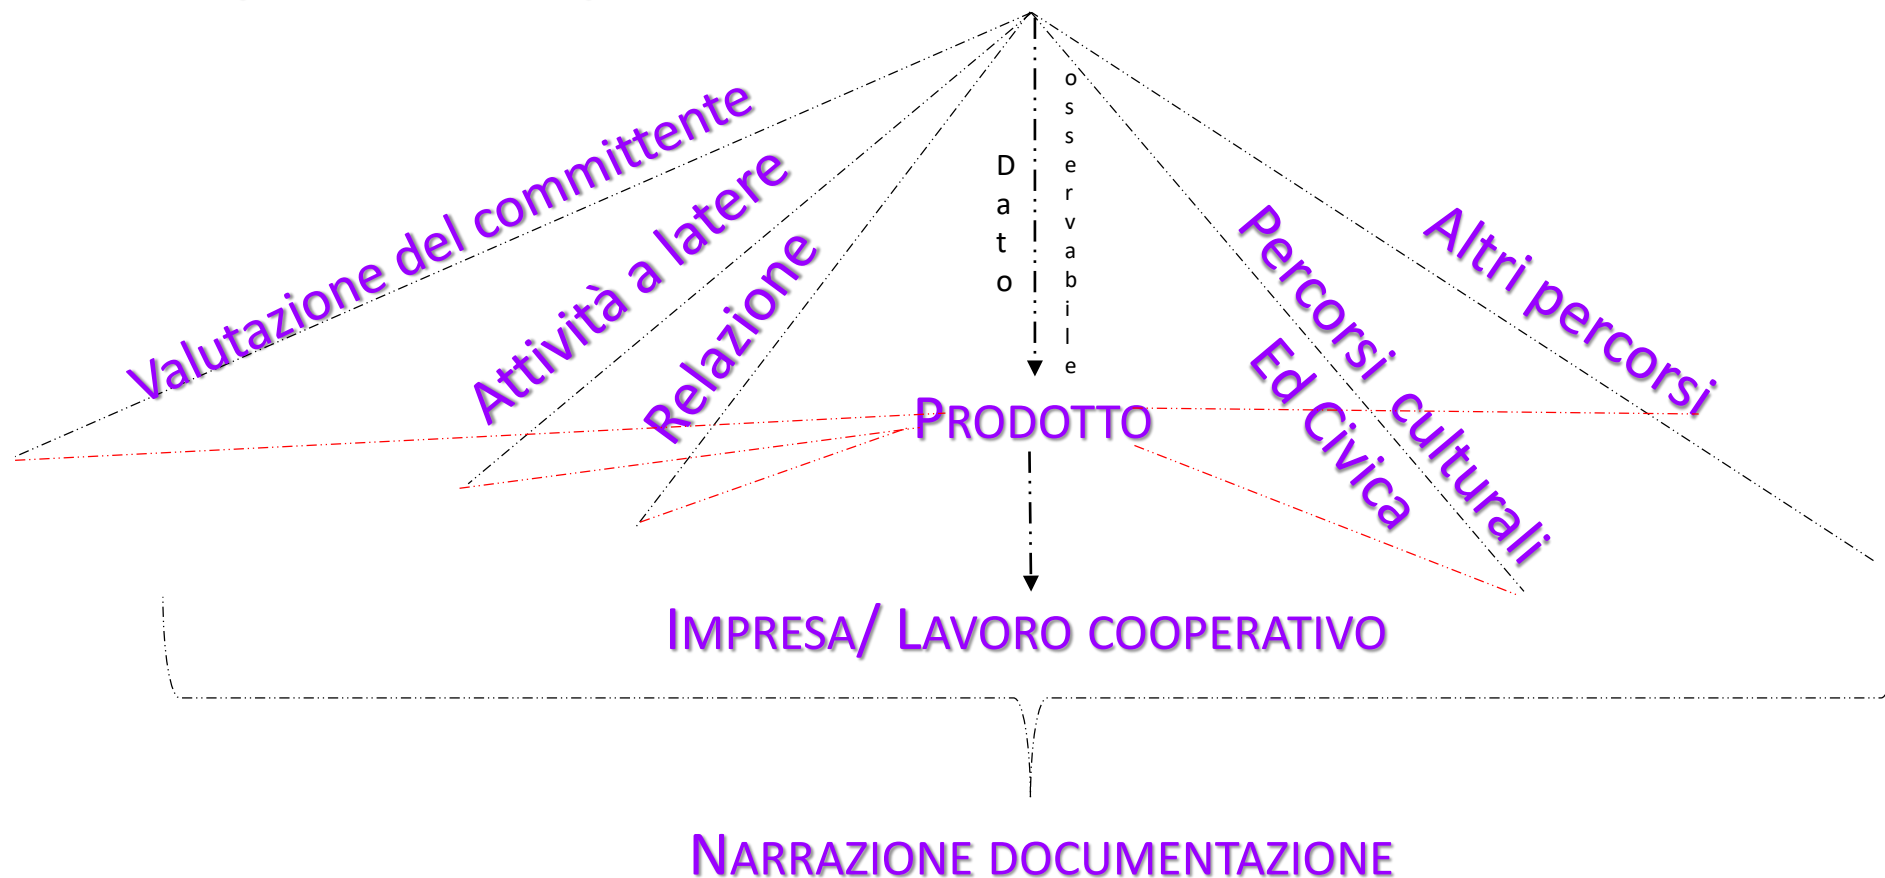 Valutazione del committente
Attività a latere
Relazione
Dato
osservabile
Percorsi culturali
Ed Civica
Altri percorsi
PRODOTTO
IMPRESA/ LAVORO COOPERATIVO
NARRAZIONE DOCUMENTAZIONE